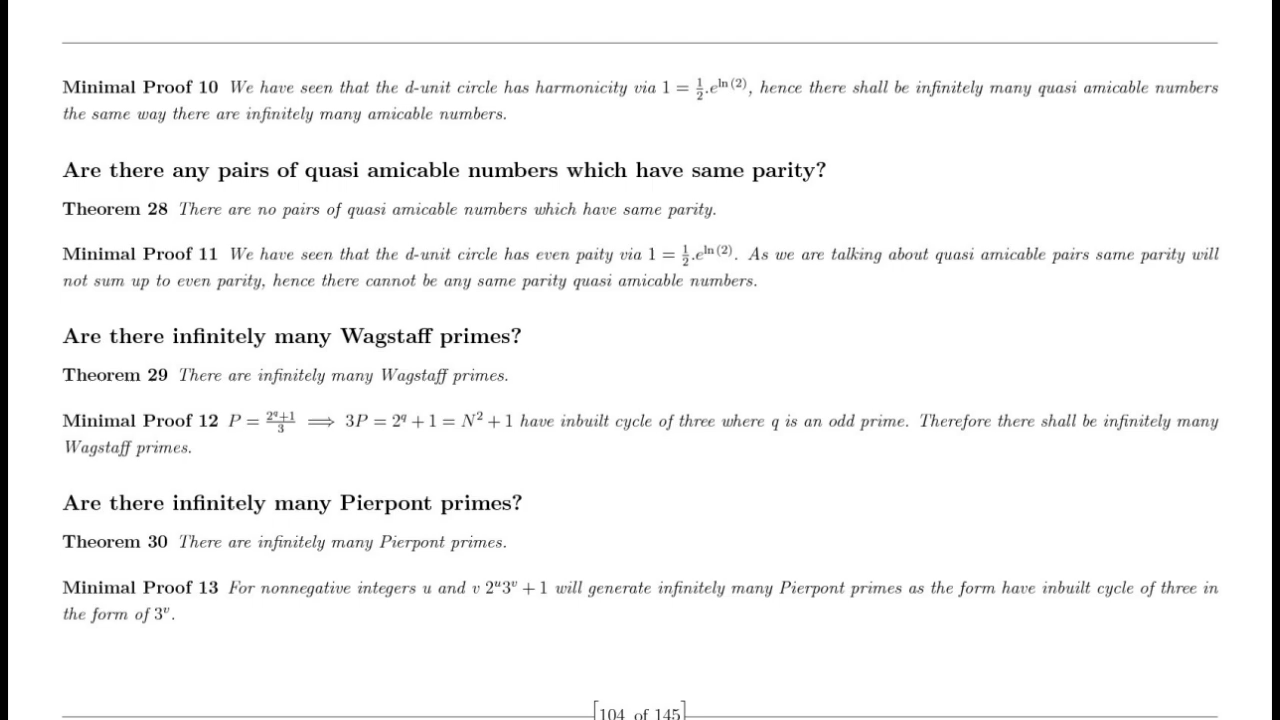 Minimal Proof 10 We have seen that the d-unit circle has harmonicity via 1 = 1/2.e^ln(2), hence there shall be infinitely many quasi amicable numbers
the same way there are infinitely many amicable numbers.
Are there any pairs of quasi amicable numbers which have same parity?
Theorem 28 There are no pairs of quasi amicable numbers which have same parity.
Minimal Proof 11 We have seen that the d-unit circle has even paity via 1 = 1/2.e^ln(2). As we are talking about quasi amicable pairs same parity will
not sum up to even parity, hence there cannot be any same parity quasi amicable numbers.
Are there infinitely many Wagstaff primes?
Theorem 29 There are infinitely many Wagstaff primes.
Minimal Proof 12 P = (2^q+1)/3 ⟹ 3P = 2^q + 1 = N^2 + 1 have inbuilt cycle of three where q is an odd prime. Therefore there shall be infinitely many
Wagstaff primes.
Are there infinitely many Pierpont primes?
Theorem 30 There are infinitely many Pierpont primes.
Minimal Proof 13 For nonnegative integers u and v 2^u3^v + 1 will generate infinitely many Pierpont primes as the form have inbuilt cycle of three in
the form of 3^v.
[104 of 145]